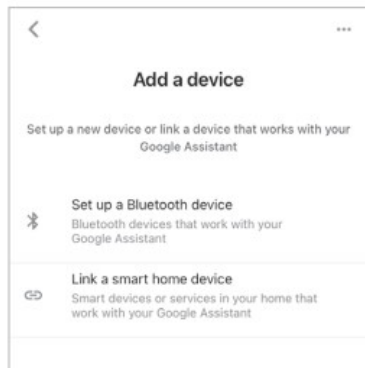 Add a device
Set up a new device or link a device that works with your
Google Assistant
Set up a Bluetooth device
Bluetooth devices that work with your
Google Assistant
Link a smart home device
Smart devices or services in your home that
work with your Google Assistant